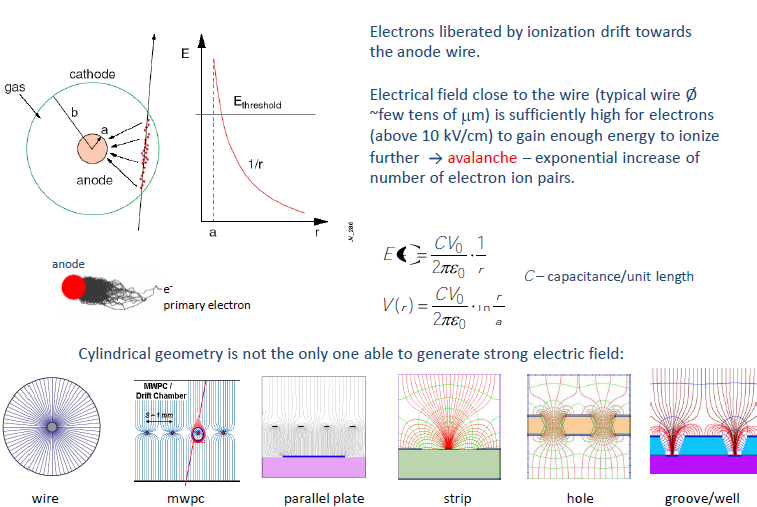 Electrons liberated by ionization drift towards
the anode wire.
Electrical field close to the wire (typical wire Ø
~few tens of μm) is sufficiently high for electrons
(above 10 kV/cm) to gain enough energy to ionize
further → avalanche – exponential increase of
number of electron ion pairs.
gas
cathode
b
a
anode
E
E threshold
1/r
a
r
anode
e-
primary electron
E( ) = CV₀/2πε₀ · 1/r
C – capacitance/unit length
V(r) = CV₀/2πε₀ · ln r/a
Cylindrical geometry is not the only one able to generate strong electric field:
MWPC /
Drift Chamber
S ~ 1 mm
wire
mwpc
parallel plate
strip
hole
groove/well